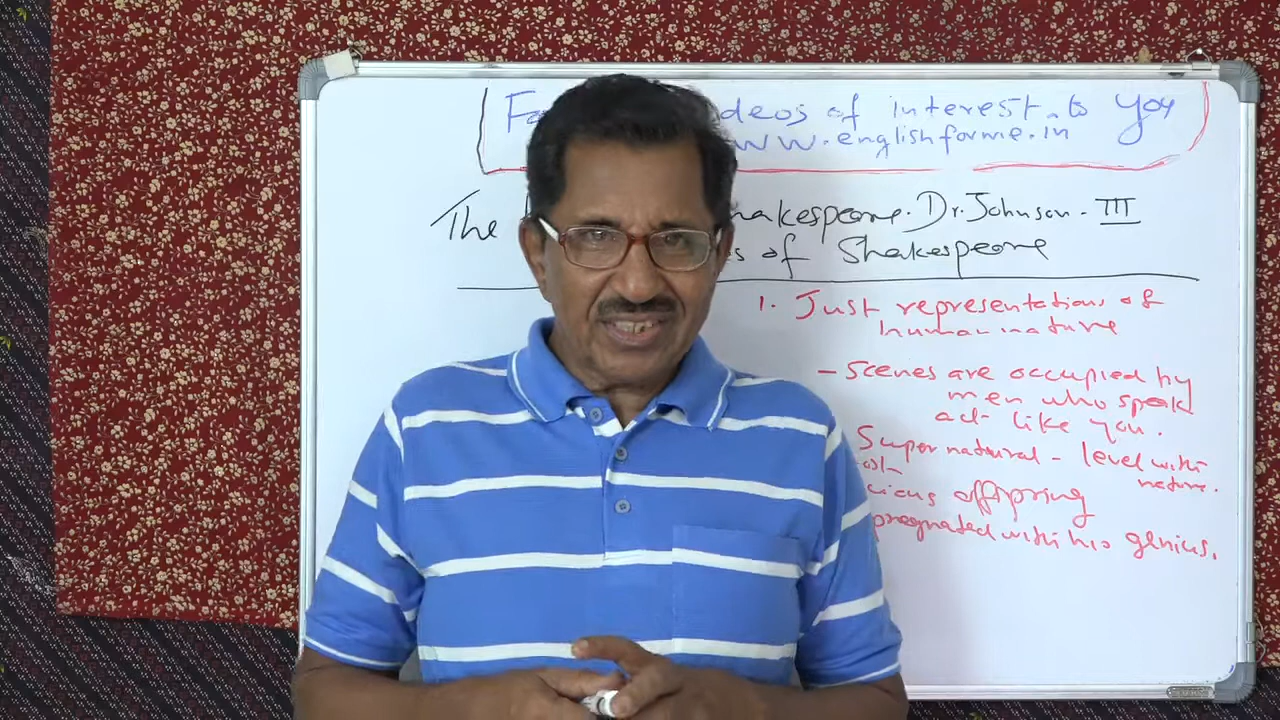 deos of interest to you
WW.englishforme.in
The hakespeare. Dr. Johnson - III
s of Shakespeare
1. Just representations of
human nature
- Scenes are occupied by
men who speak
act like you.
Supernatural - level with
nature.
cious offspring
pregnated with his genius.